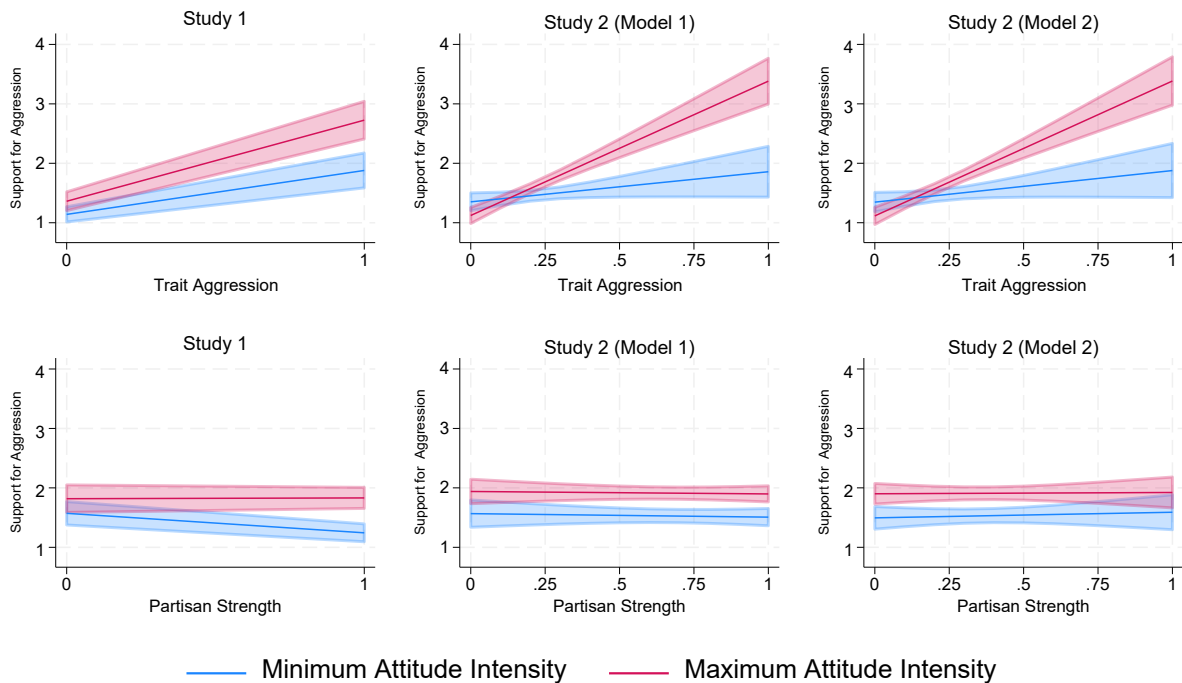 Study 1
Study 2 (Model 1)
Study 2 (Model 2)
Support for Aggression
4
3
2
1
0
1
Trait Aggression
Support for Aggression
4
3
2
1
0
.25
.5
.75
1
Trait Aggression
Support for Aggression
4
3
2
1
0
.25
.5
.75
1
Trait Aggression
Study 1
Study 2 (Model 1)
Study 2 (Model 2)
Support for Aggression
4
3
2
1
0
1
Partisan Strength
Support for Aggression
4
3
2
1
0
.25
.5
.75
1
Partisan Strength
Support for Aggression
4
3
2
1
0
.25
.5
.75
1
Partisan Strength
Minimum Attitude Intensity
Maximum Attitude Intensity